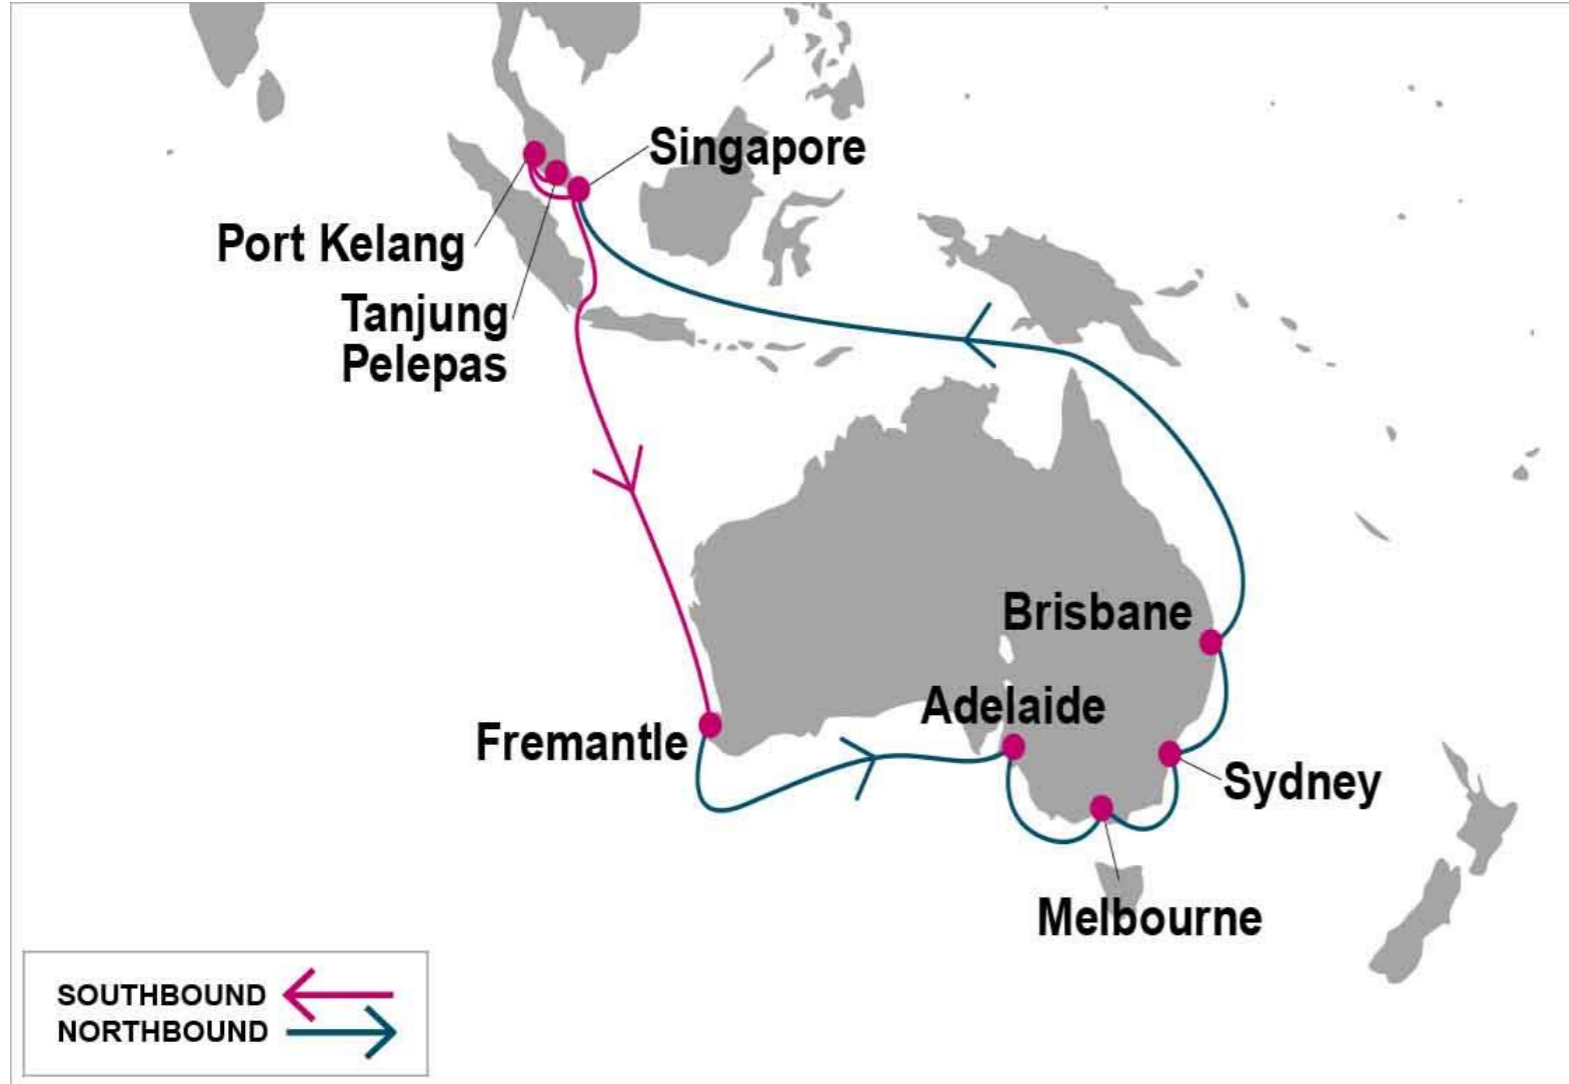 Singapore
Port Kelang
Tanjung
Pelepas
Brisbane
Adelaide
Fremantle
Sydney
Melbourne
SOUTHBOUND
NORTHBOUND